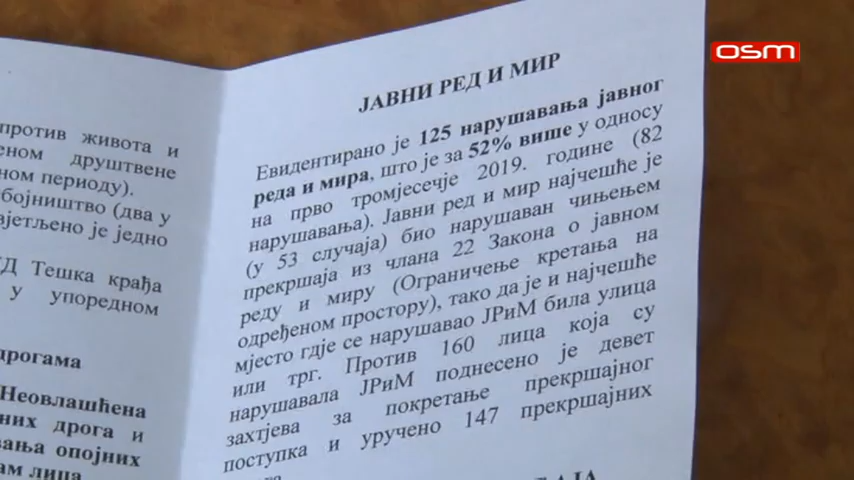 osm
против живота и
друштвене
ном периоду).
бојништво (два у
вјетљено је једно
Д Тешка крађа
у упоредном
дрогама
Неовлашћена
них дрога и
вања опојних
ам лица.
ЈАВНИ РЕД И МИР
Евидентирано је 125 нарушавања јавног
реда и мира, што је за 52% више у односу
на прво тромјесечје 2019. године (82
нарушавања). Јавни ред и мир најчешће је
(у 53 случаја) био нарушаван чињењем
прекршаја из члана 22 Закона о јавном
реду и миру (Ограничење кретања на
одређеном простору), тако да је и најчешће
мјесто гдје се нарушавао ЈРиМ била улица
или трг. Против 160 лица која су
нарушавала ЈРиМ поднесено је девет
захтјева за покретање прекршајног
поступка и уручено 147 прекршајних